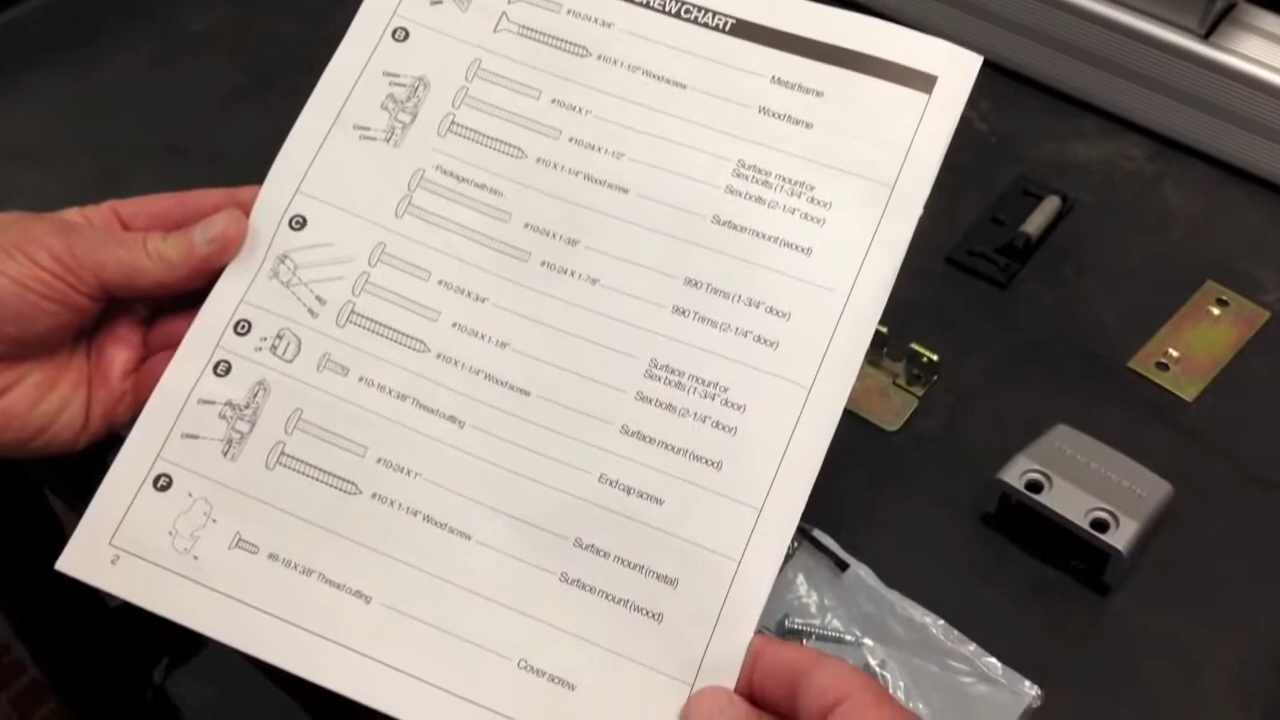 REW CHART
#10-24 X 3/4" Metal frame
#10 X 1-1/2" Wood screw Wood frame
B
#10-24 X 1" Surface mount or
Sex bolts (1-3/4" door)
#10-24 X 1-1/2" Sex bolts (2-1/4" door)
#10 X 1-1/4" Wood screw Surface mount (wood)
- Packaged with trim -
#10-24 X 1-3/8" 990 Trims (1-3/4" door)
#10-24 X 1-7/8" 990 Trims (2-1/4" door)
C
#10-24 X 3/4" Surface mount or
Sex bolts (1-3/4" door)
#10-24 X 1-1/8" Sex bolts (2-1/4" door)
#10 X 1-1/4" Wood screw Surface mount (wood)
D
#10-16 X 3/8" Thread cutting End cap screw
E
#10-24 X 1" Surface mount (metal)
#10 X 1-1/4" Wood screw Surface mount (wood)
F
#8-18 X 3/8" Thread cutting Cover screw
2